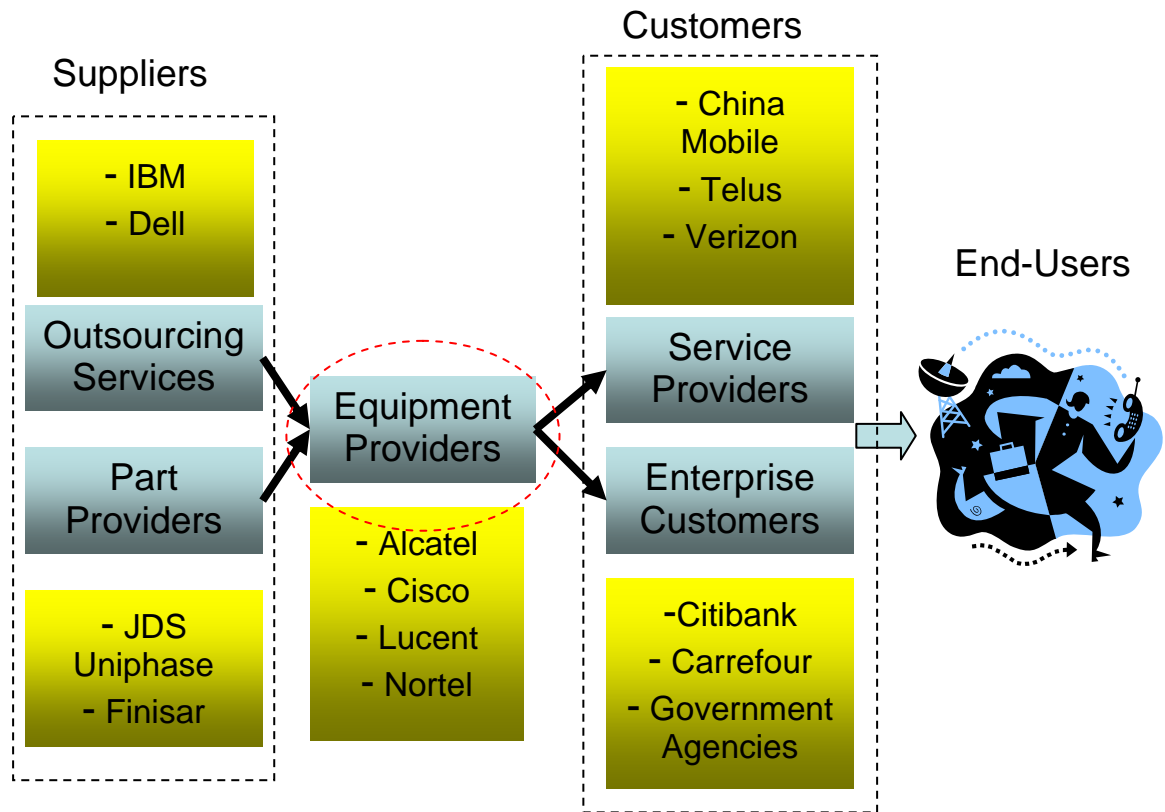 Suppliers
- IBM
- Dell
Outsourcing
Services
Part
Providers
- JDS
Uniphase
- Finisar
Equipment
Providers
- Alcatel
- Cisco
- Lucent
- Nortel
Customers
- China
Mobile
- Telus
- Verizon
Service
Providers
Enterprise
Customers
-Citibank
- Carrefour
- Government
Agencies
End-Users